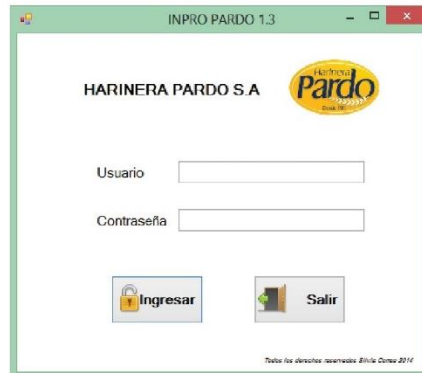 INPRO PARDO 1.3
HARINERA PARDO S.A
Harinera
Pardo
Usuario
Contraseña
Ingresar
Salir
Todos los derechos reservados Silvia Correa 2014